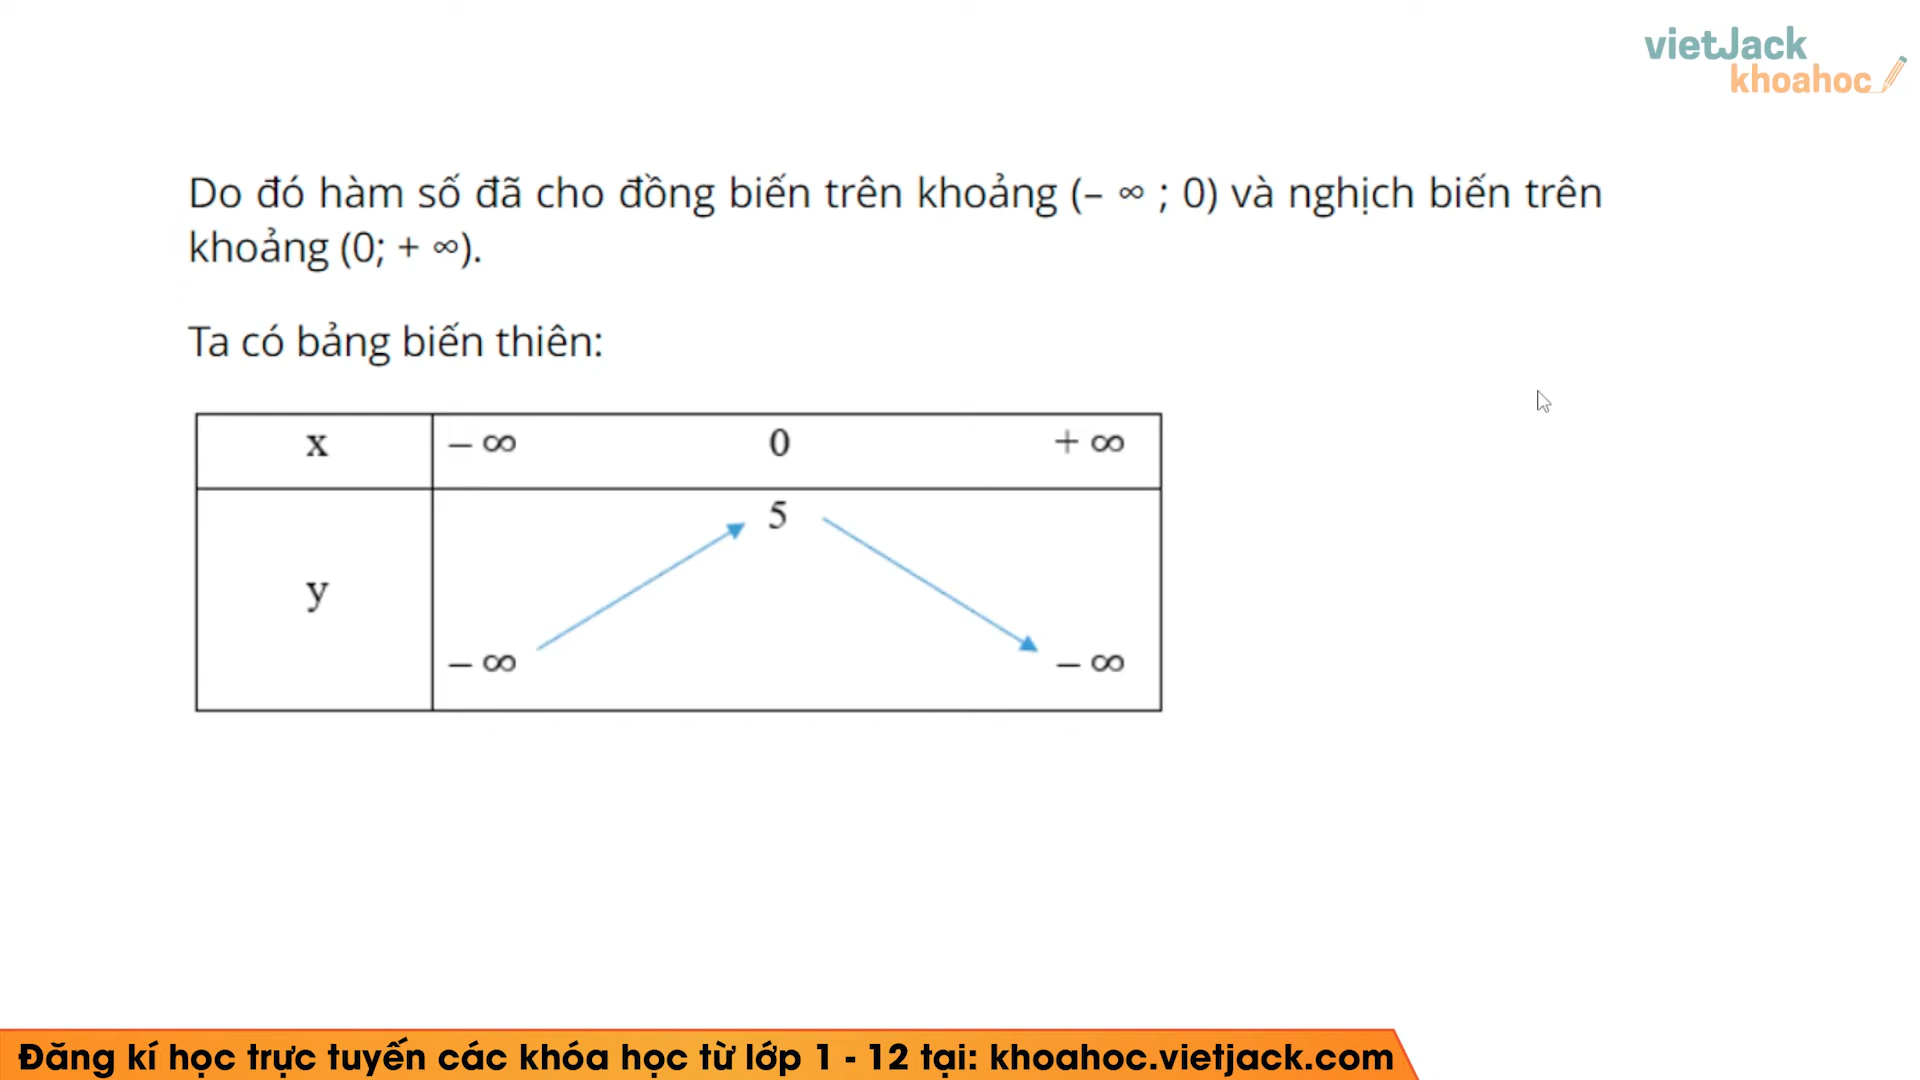 vietJack
khoahoc
Do đó hàm số đã cho đồng biến trên khoảng (– ∞ ; 0) và nghịch biến trên
khoảng (0; + ∞).
Ta có bảng biến thiên:
x – ∞ 0 + ∞
5
y
– ∞ – ∞
Đăng kí học trực tuyến các khóa học từ lớp 1 - 12 tại: khoahoc.vietjack.com